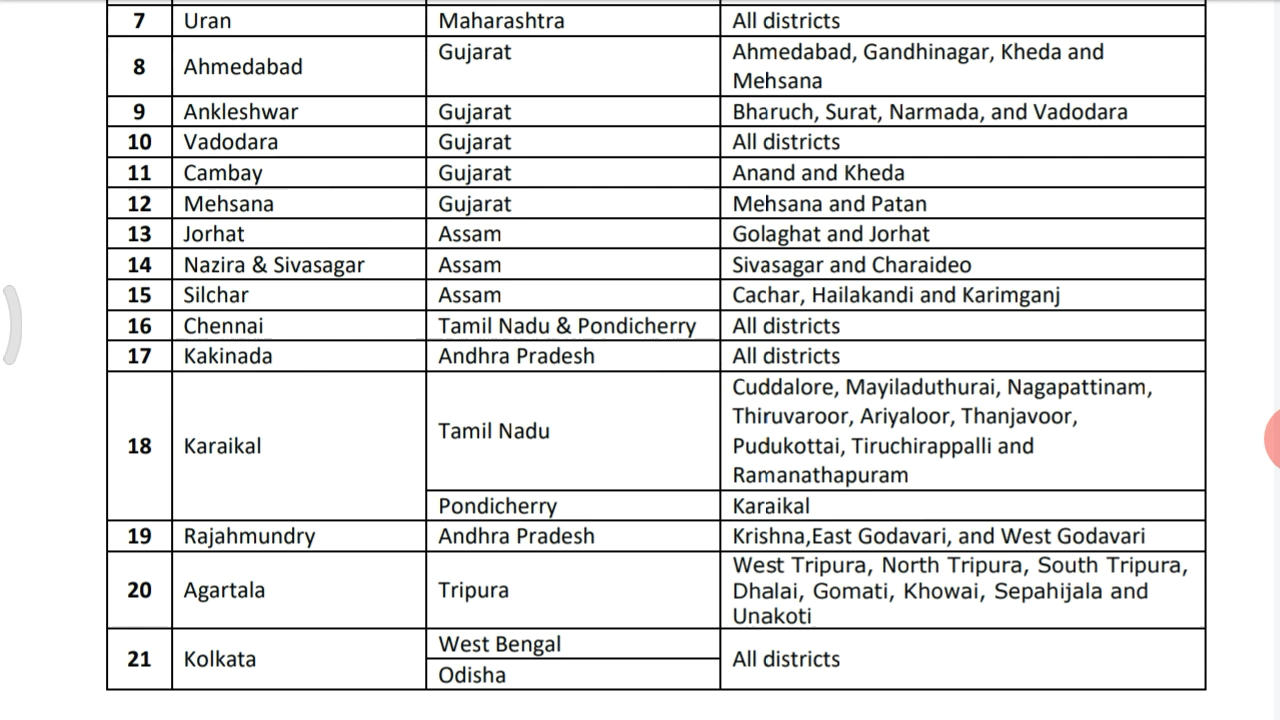 7 Uran Maharashtra All districts
8 Ahmedabad Gujarat Ahmedabad, Gandhinagar, Kheda and
Mehsana
9 Ankleshwar Gujarat Bharuch, Surat, Narmada, and Vadodara
10 Vadodara Gujarat All districts
11 Cambay Gujarat Anand and Kheda
12 Mehsana Gujarat Mehsana and Patan
13 Jorhat Assam Golaghat and Jorhat
14 Nazira & Sivasagar Assam Sivasagar and Charaideo
15 Silchar Assam Cachar, Hailakandi and Karimganj
16 Chennai Tamil Nadu & Pondicherry All districts
17 Kakinada Andhra Pradesh All districts
18 Karaikal Tamil Nadu Cuddalore, Mayiladuthurai, Nagapattinam,
Thiruvaroor, Ariyaloor, Thanjavoor,
Pudukottai, Tiruchirappalli and
Ramanathapuram
Pondicherry Karaikal
19 Rajahmundry Andhra Pradesh Krishna,East Godavari, and West Godavari
20 Agartala Tripura West Tripura, North Tripura, South Tripura,
Dhalai, Gomati, Khowai, Sepahijala and
Unakoti
21 Kolkata West Bengal All districts
Odisha